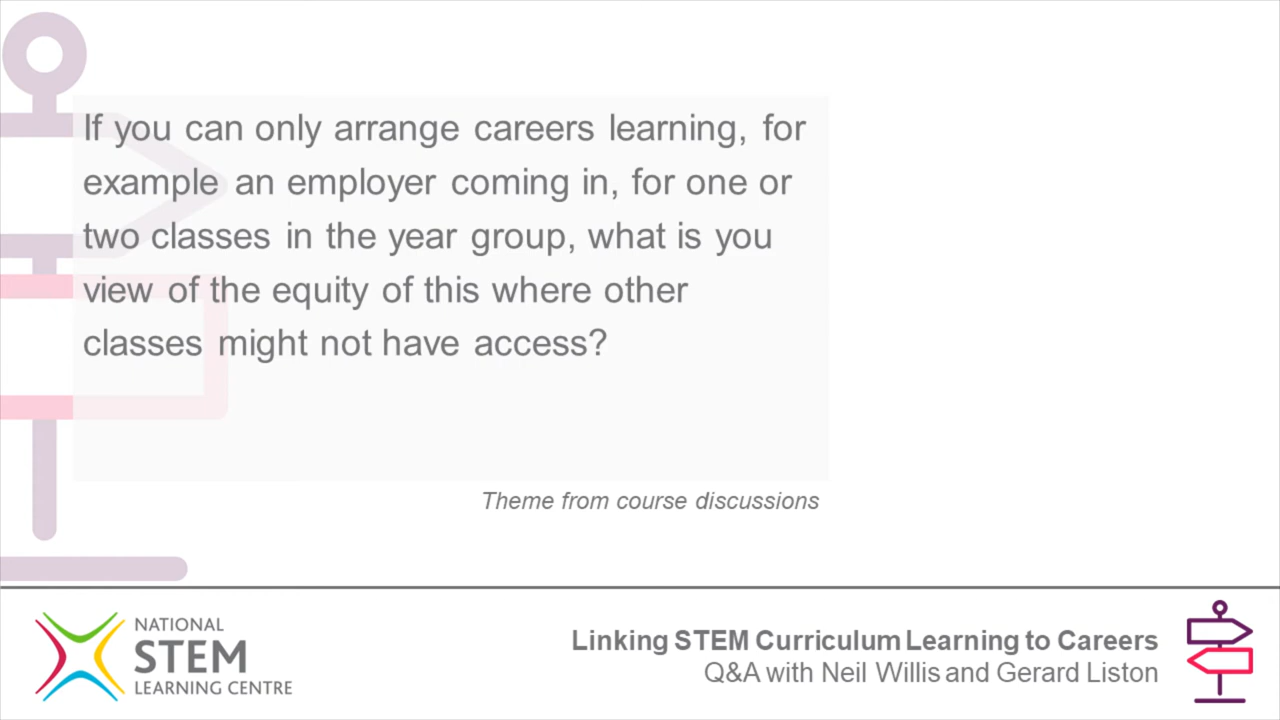 If you can only arrange careers learning, for
example an employer coming in, for one or
two classes in the year group, what is you
view of the equity of this where other
classes might not have access?
Theme from course discussions
NATIONAL
STEM
LEARNING CENTRE
Linking STEM Curriculum Learning to Careers
Q&A with Neil Willis and Gerard Liston